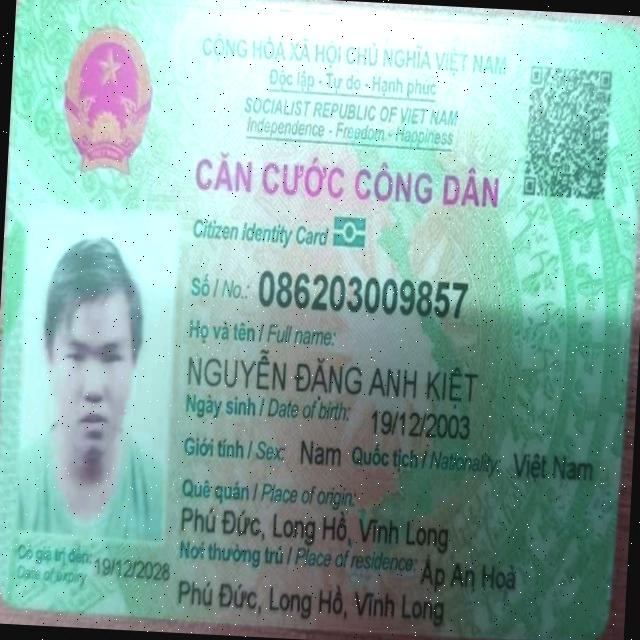 CỘNG HÒA XÃ HỘI CHỦ NGHĨA VIỆT NAM
Độc lập - Tự do - Hạnh phúc
SOCIALIST REPUBLIC OF VIET NAM
Independence - Freedom - Happiness
CĂN CƯỚC CÔNG DÂN
Citizen Identity Card
Số / No.: 086203009857
Họ và tên / Full name:
NGUYỄN ĐẶNG ANH KIỆT
Ngày sinh / Date of birth: 19/12/2003
Giới tính / Sex: Nam Quốc tịch / Nationality: Việt Nam
Quê quán / Place of origin:
Phú Đức, Long Hồ, Vĩnh Long
Nơi thường trú / Place of residence: Ấp An Hoà
Phú Đức, Long Hồ, Vĩnh Long
Có giá trị đến: 19/12/2028
Date of expiry